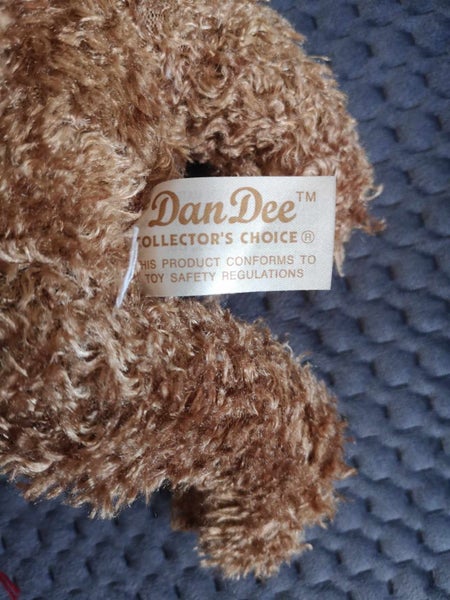 Dan Dee™
COLLECTOR'S CHOICE ®
THIS PRODUCT CONFORMS TO
TOY SAFETY REGULATIONS